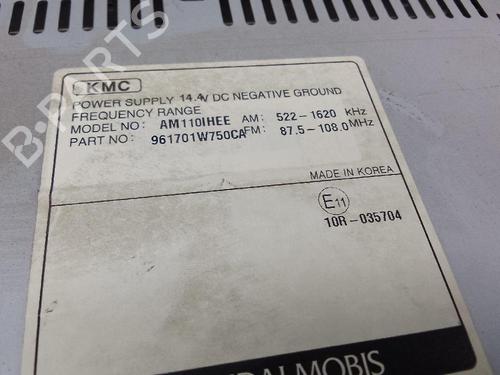 B-PARTS
KMC
POWER SUPPLY 14.4V DC NEGATIVE GROUND
FREQUENCY RANGE
MODEL NO: AM110IHEE AM: 522-1620 KHz
PART NO: 961701W750CA FM: 87.5-108.0MHz
MADE IN KOREA
E11
10R-035704
MOBIS